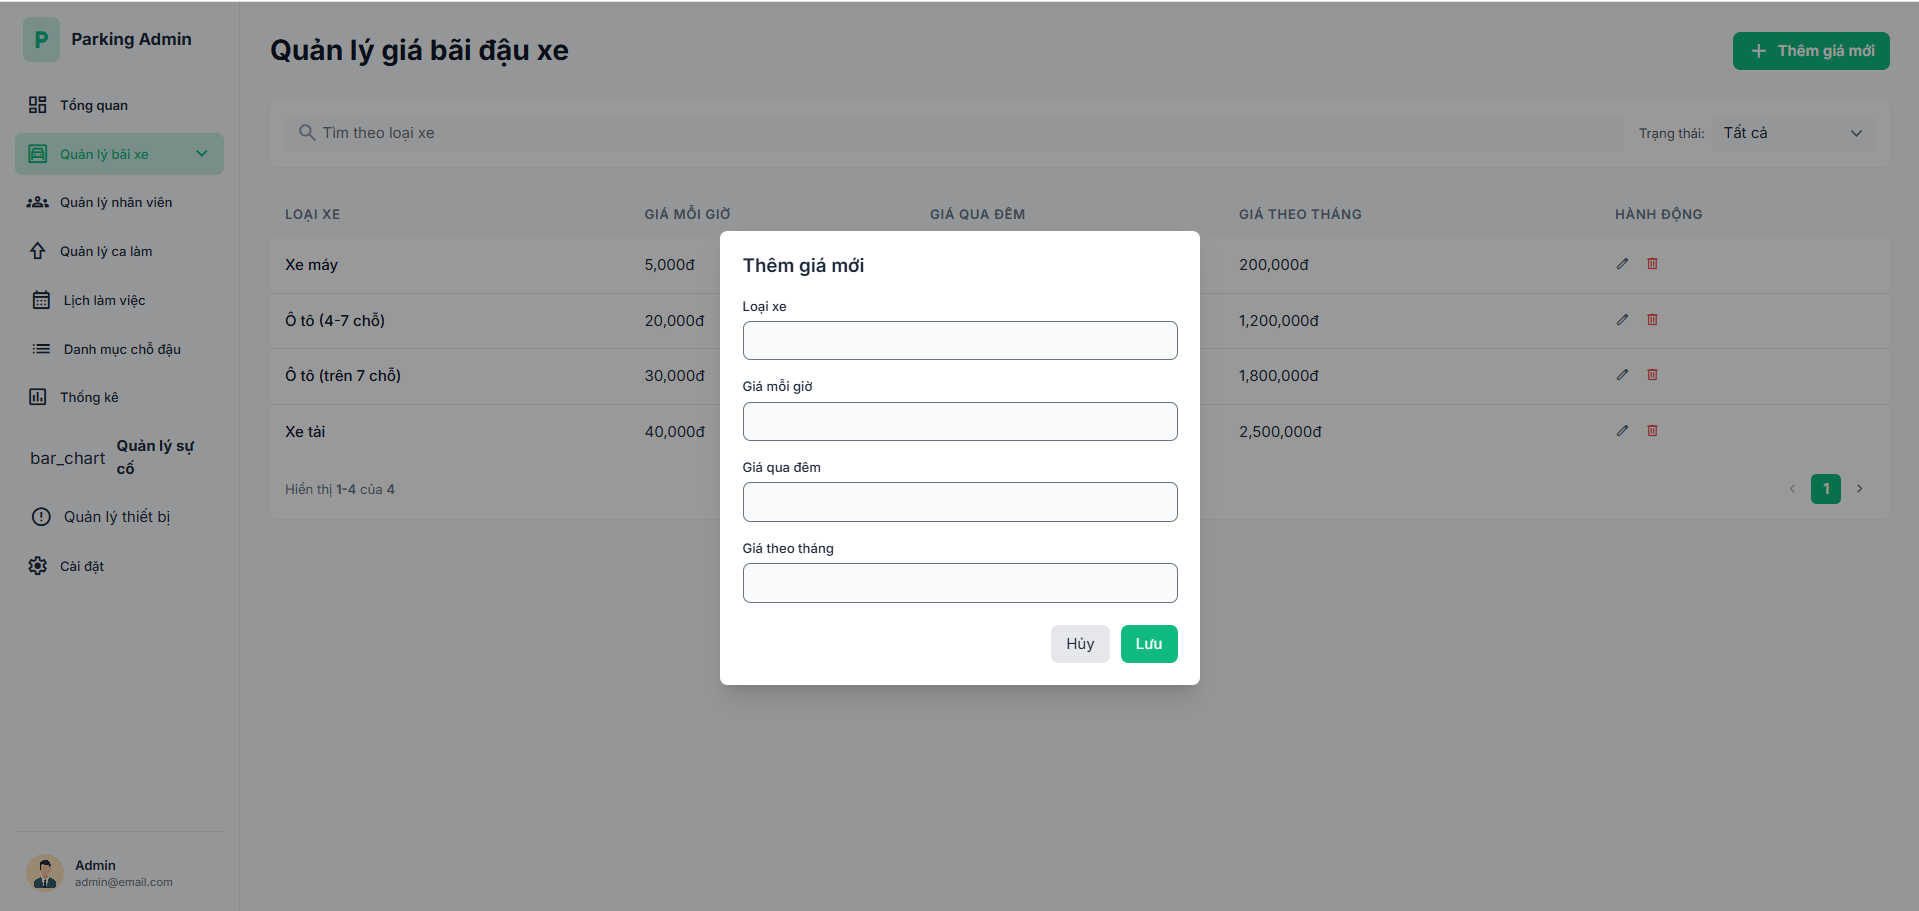 P Parking Admin
Tổng quan
Quản lý bãi xe
Quản lý nhân viên
Quản lý ca làm
Lịch làm việc
Danh mục chỗ đậu
Thống kê
bar_chart Quản lý sự
cố
Quản lý thiết bị
Cài đặt
Admin
admin@email.com
Quản lý giá bãi đậu xe
Thêm giá mới
Tìm theo loại xe
Trạng thái: Tất cả
LOẠI XE GIÁ MỖI GIỜ GIÁ QUA ĐÊM GIÁ THEO THÁNG HÀNH ĐỘNG
Xe máy 5,000đ 200,000đ
Ô tô (4-7 chỗ) 20,000đ 1,200,000đ
Ô tô (trên 7 chỗ) 30,000đ 1,800,000đ
Xe tải 40,000đ 2,500,000đ
Hiển thị 1-4 của 4
1
Thêm giá mới
Loại xe
Giá mỗi giờ
Giá qua đêm
Giá theo tháng
Hủy Lưu